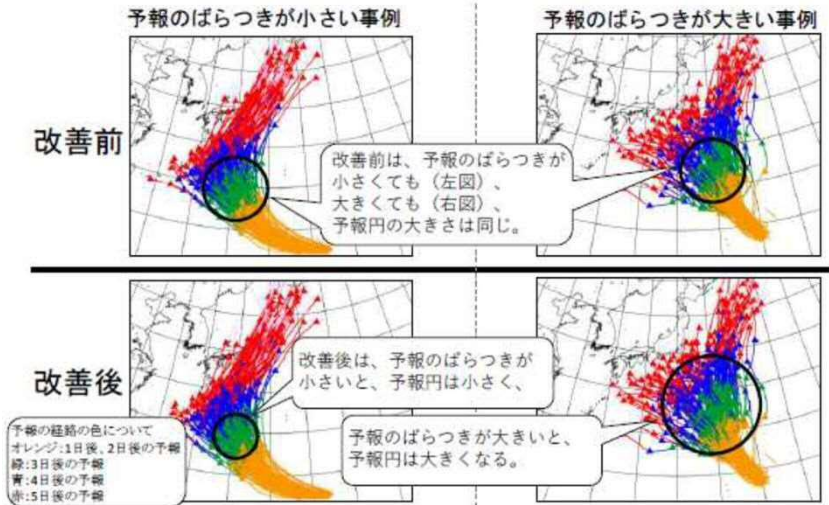 予報のばらつきが小さい事例
予報のばらつきが大きい事例
改善前
改善前は、予報のばらつきが
小さくても（左図）、
大きくても（右図）、
予報円の大きさは同じ。
改善後
改善後は、予報のばらつきが
小さいと、予報円は小さく、
予報のばらつきが大きいと、
予報円は大きくなる。
予報の経路の色について
オレンジ:1日後、2日後の予報
緑:3日後の予報
青:4日後の予報
赤:5日後の予報